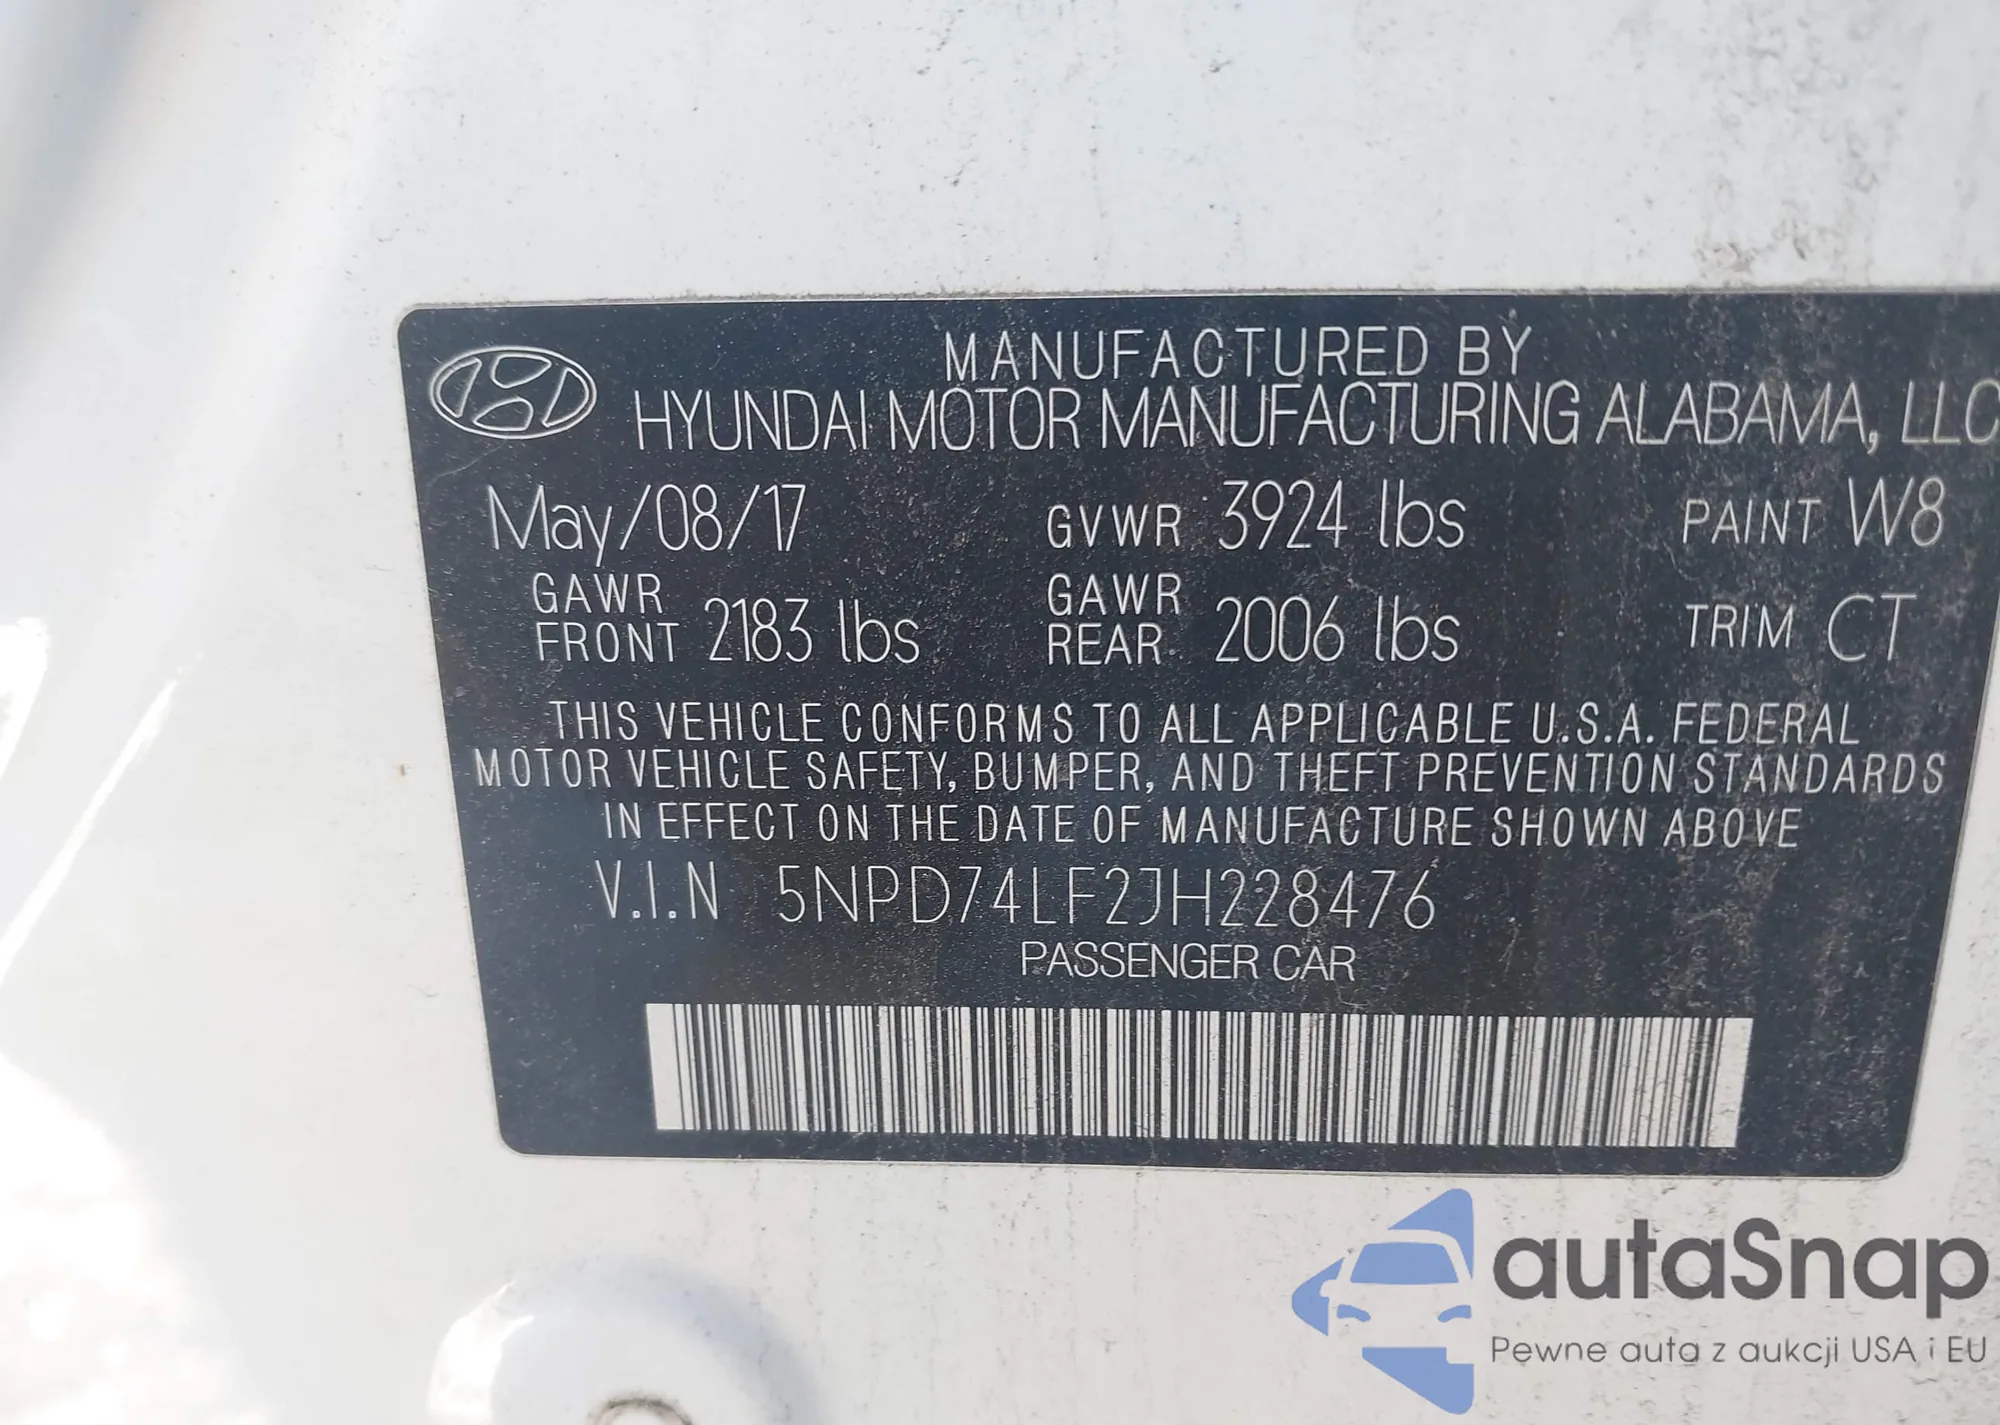 MANUFACTURED BY
HYUNDAI MOTOR MANUFACTURING ALABAMA, LLC
May/08/17 GVWR 3924 lbs PAINT W8
GAWR FRONT 2183 lbs GAWR REAR 2006 lbs TRIM CT
THIS VEHICLE CONFORMS TO ALL APPLICABLE U.S.A. FEDERAL
MOTOR VEHICLE SAFETY, BUMPER, AND THEFT PREVENTION STANDARDS
IN EFFECT ON THE DATE OF MANUFACTURE SHOWN ABOVE
V.I.N 5NPD74LF2JH228476
PASSENGER CAR
autaSnap
Pewne auta z aukcji USA i EU